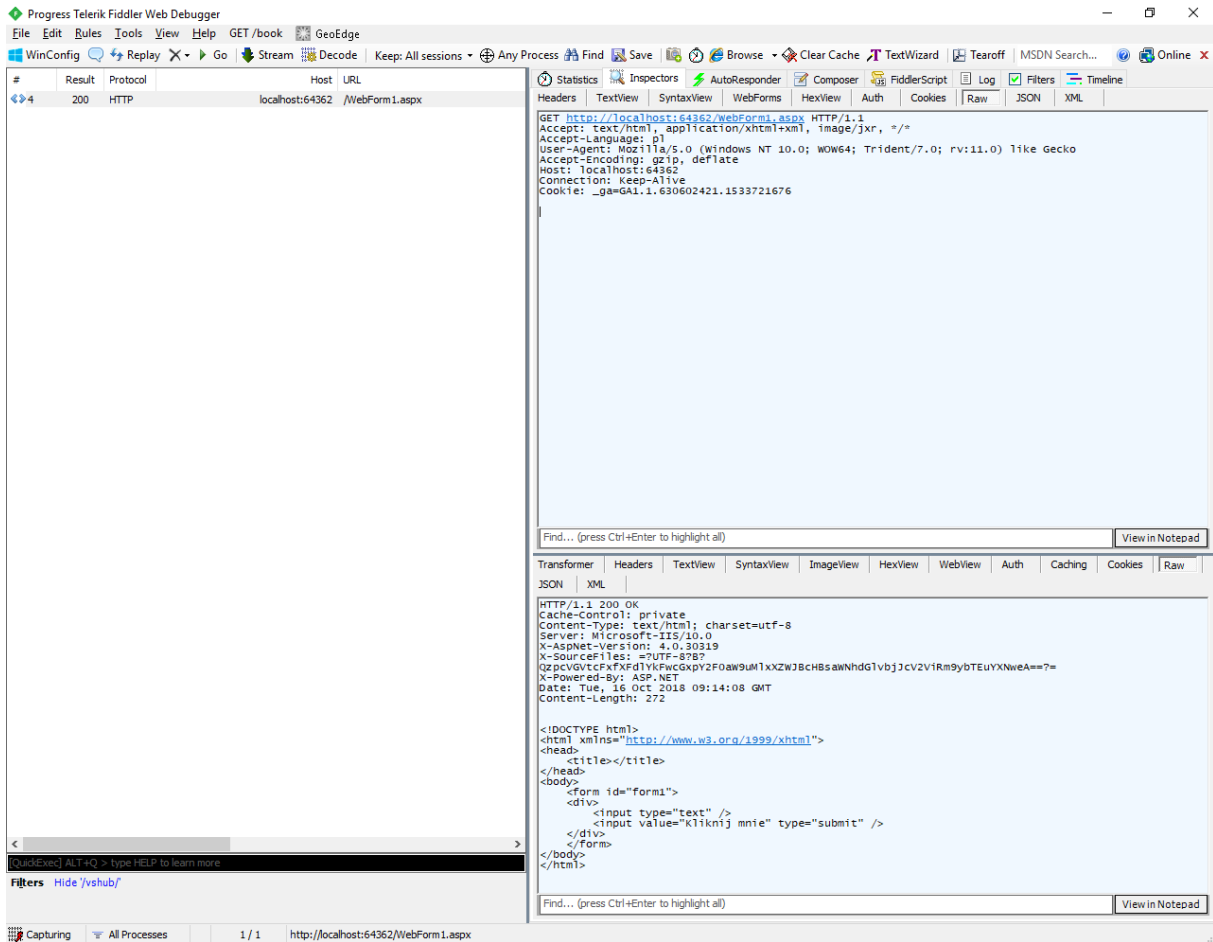 Progress Telerik Fiddler Web Debugger
File Edit Rules Tools View Help GET /book GeoEdge
WinConfig Replay Go Stream Decode Keep: All sessions Any Process Find Save Browse Clear Cache TextWizard Tearoff MSDN Search... Online X
# Result Protocol Host URL
4 200 HTTP localhost:64362 /WebForm1.aspx
Statistics Inspectors AutoResponder Composer FiddlerScript Log Filters Timeline
Headers TextView SyntaxView WebForms HexView Auth Cookies Raw JSON XML
GET http://localhost:64362/WebForm1.aspx HTTP/1.1
Accept: text/html, application/xhtml+xml, image/jxr, */*
Accept-Language: pl
User-Agent: Mozilla/5.0 (Windows NT 10.0; WOW64; Trident/7.0; rv:11.0) like Gecko
Accept-Encoding: gzip, deflate
Host: localhost:64362
Connection: Keep-Alive
Cookie: _ga=GA1.1.630602421.1533721676
Find... (press Ctrl+Enter to highlight all) View in Notepad
Transformer Headers TextView SyntaxView ImageView HexView WebView Auth Caching Cookies Raw
JSON XML
HTTP/1.1 200 OK
Cache-Control: private
Content-Type: text/html; charset=utf-8
Server: Microsoft-IIS/10.0
X-AspNet-Version: 4.0.30319
X-SourceFiles: =?UTF-8?B?
X-Powered-By: ASP.NET
Date: Tue, 16 Oct 2018 09:14:08 GMT
Content-Length: 272
<!DOCTYPE html>
<html xmlns="http://www.w3.org/1999/xhtml">
<head>
<title></title>
</head>
<body>
<form id="form1">
<div>
<input type="text" />
<input value="Kliknij mnie" type="submit" />
</div>
</form>
</body>
</html>
Find... (press Ctrl+Enter to highlight all) View in Notepad
[QuickExec] ALT+Q > type HELP to learn more
Filters Hide '/vshub/'
Capturing All Processes 1 / 1 http://localhost:64362/WebForm1.aspx